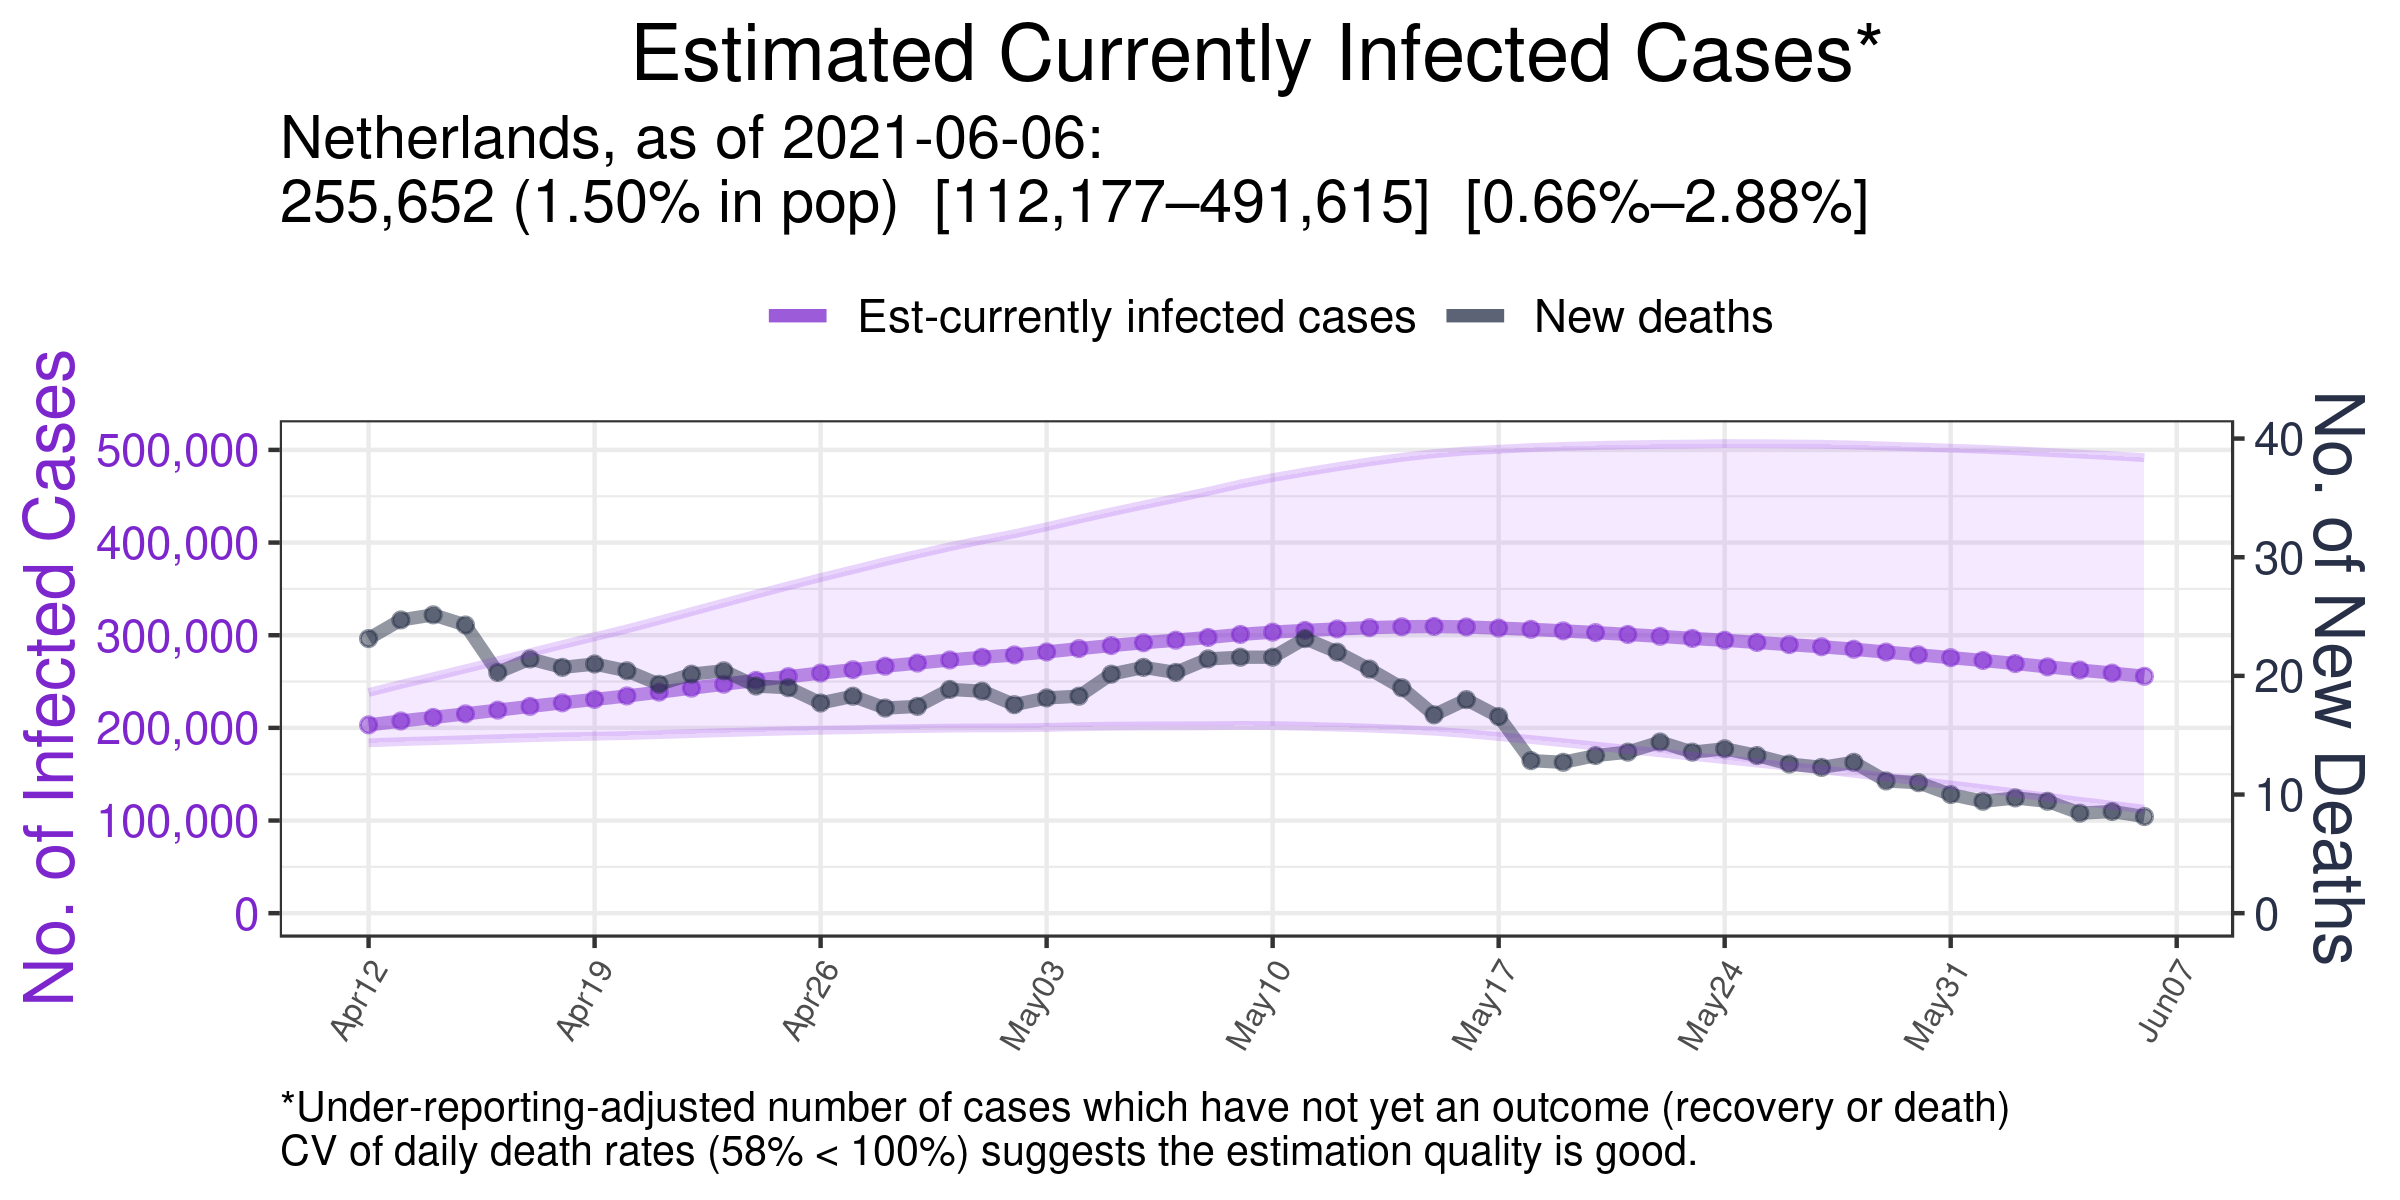 Estimated Currently Infected Cases*
Netherlands, as of 2021-06-06:
255,652 (1.50% in pop)  [112,177–491,615]  [0.66%–2.88%]
Est-currently infected cases
New deaths
No. of Infected Cases
500,000
400,000
300,000
200,000
100,000
0
40
30
20
10
0
No. of New Deaths
Apr12
Apr19
Apr26
May03
May10
May17
May24
May31
Jun07
*Under-reporting-adjusted number of cases which have not yet an outcome (recovery or death)
CV of daily death rates (58% < 100%) suggests the estimation quality is good.